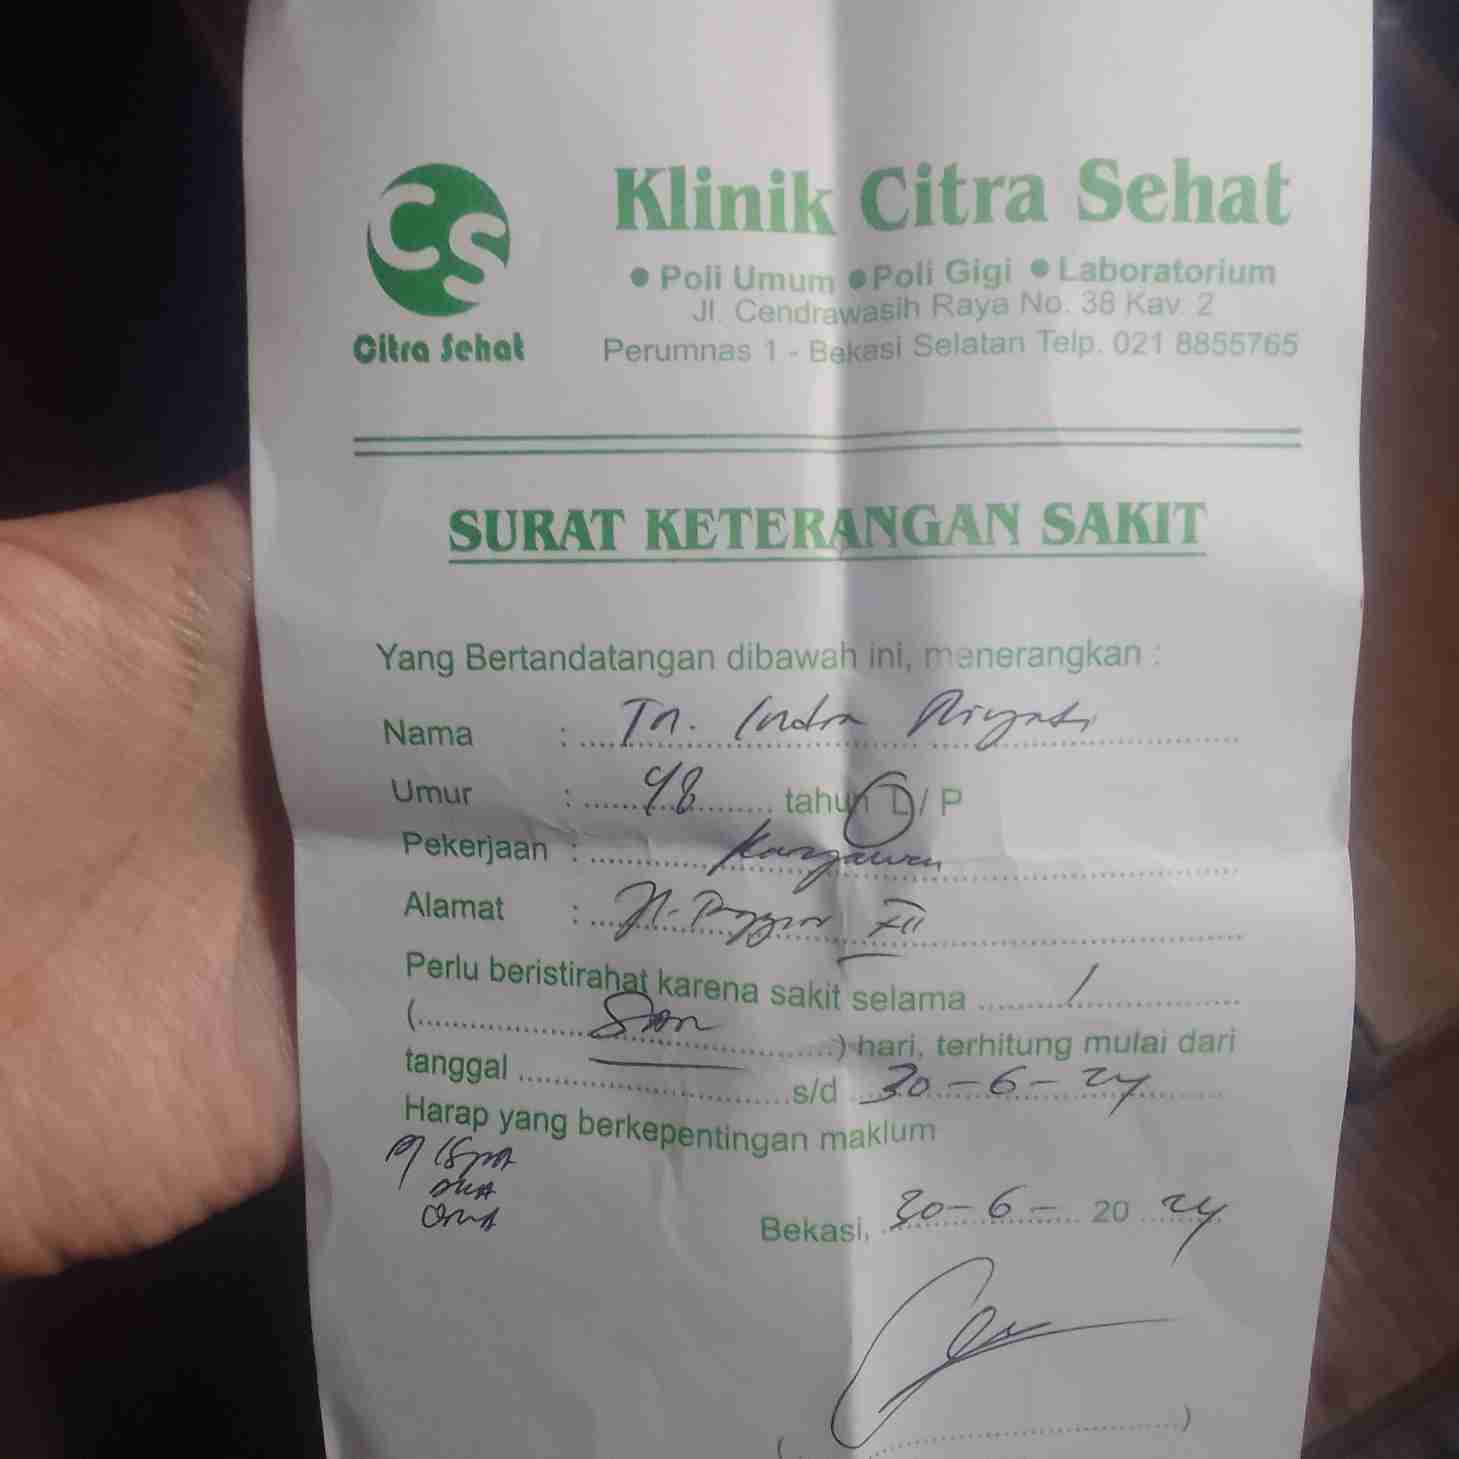 CS
Citra Sehat
Klinik Citra Sehat
• Poli Umum • Poli Gigi • Laboratorium
Jl. Cendrawasih Raya No. 38 Kav. 2
Perumnas 1 - Bekasi Selatan Telp. 021 8855765
SURAT KETERANGAN SAKIT
Yang Bertandatangan dibawah ini, menerangkan :
Nama : Tn. Indra
Umur : 48 tahun L / P
Pekerjaan : Karyawan
Alamat : Jl.
Perlu beristirahat karena sakit selama 1
( ) hari, terhitung mulai dari
tanggal s/d 30-6-24
Harap yang berkepentingan maklum
Bekasi, 30-6- 20 24
( )